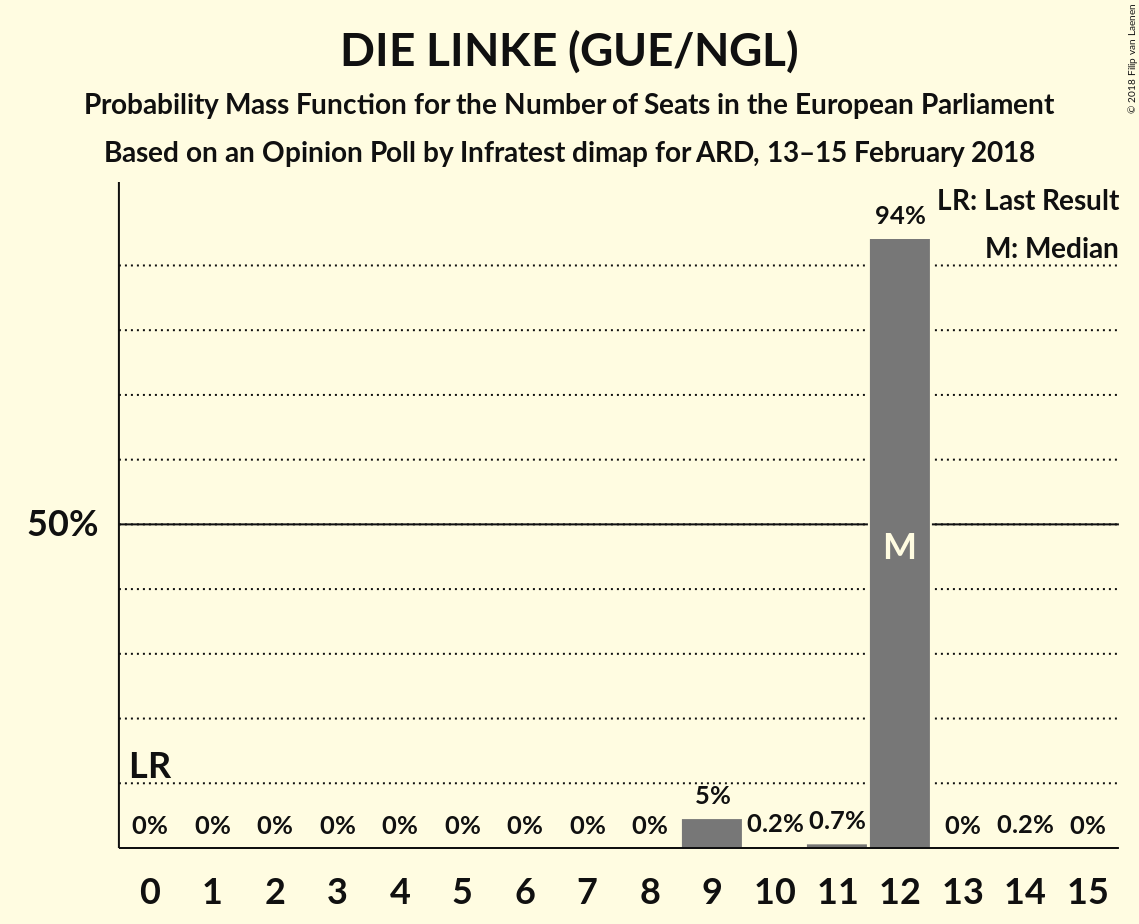 DIE LINKE (GUE/NGL)
Probability Mass Function for the Number of Seats in the European Parliament
Based on an Opinion Poll by Infratest dimap for ARD, 13–15 February 2018
© 2018 Filip van Laenen
LR: Last Result
M: Median
94%
50%
M
LR
5%
0% 0% 0% 0% 0% 0% 0% 0% 0% 0.2% 0.7% 0% 0.2% 0%
0 1 2 3 4 5 6 7 8 9 10 11 12 13 14 15